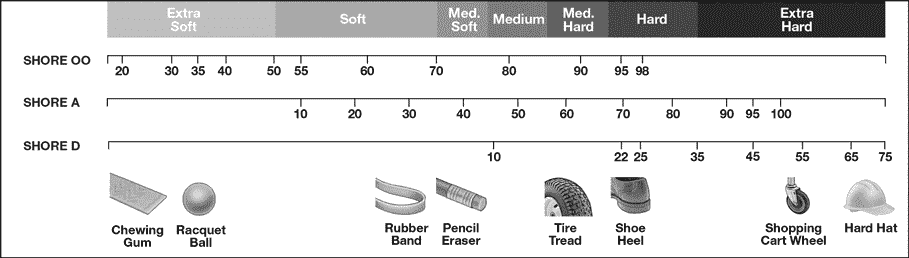 Extra Soft
Soft
Med. Soft
Medium
Med. Hard
Hard
Extra Hard
SHORE OO
20 30 35 40 50 55 60 70 80 90 95 98
SHORE A
10 20 30 40 50 60 70 80 90 95 100
SHORE D
10 22 25 35 45 55 65 75
Chewing Gum
Racquet Ball
Rubber Band
Pencil Eraser
Tire Tread
Shoe Heel
Shopping Cart Wheel
Hard Hat